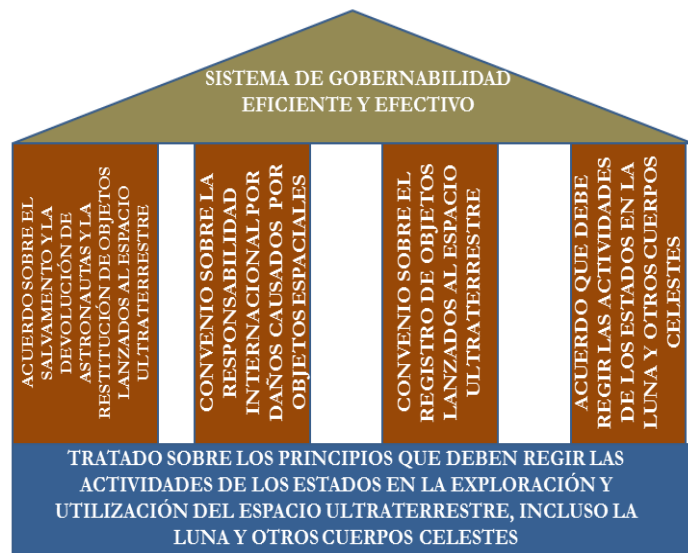 SISTEMA DE GOBERNABILIDAD
EFICIENTE Y EFECTIVO
ACUERDO SOBRE EL
SALVAMENTO Y LA
DEVOLUCIÓN DE
ASTRONAUTAS Y LA
RESTITUCIÓN DE OBJETOS
LANZADOS AL ESPACIO
ULTRATERRESTRE
CONVENIO SOBRE LA
RESPONSABILIDAD
INTERNACIONAL POR
DAÑOS CAUSADOS POR
OBJETOS ESPACIALES
CONVENIO SOBRE EL
REGISTRO DE OBJETOS
LANZADOS AL ESPACIO
ULTRATERRESTRE
ACUERDO QUE DEBE
REGIR LAS ACTIVIDADES
DE LOS ESTADOS EN LA
LUNA Y OTROS CUERPOS
CELESTES
TRATADO SOBRE LOS PRINCIPIOS QUE DEBEN REGIR LAS
ACTIVIDADES DE LOS ESTADOS EN LA EXPLORACIÓN Y
UTILIZACIÓN DEL ESPACIO ULTRATERRESTRE, INCLUSO LA
LUNA Y OTROS CUERPOS CELESTES